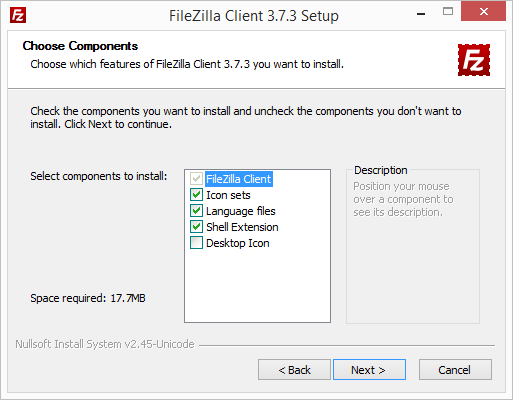 FileZilla Client 3.7.3 Setup
Choose Components
Choose which features of FileZilla Client 3.7.3 you want to install.
Check the components you want to install and uncheck the components you don't want to
install. Click Next to continue.
Select components to install:
FileZilla Client
Icon sets
Language files
Shell Extension
Desktop Icon
Description
Position your mouse
over a component to
see its description.
Space required: 17.7MB
Nullsoft Install System v2.45-Unicode
< Back
Next >
Cancel